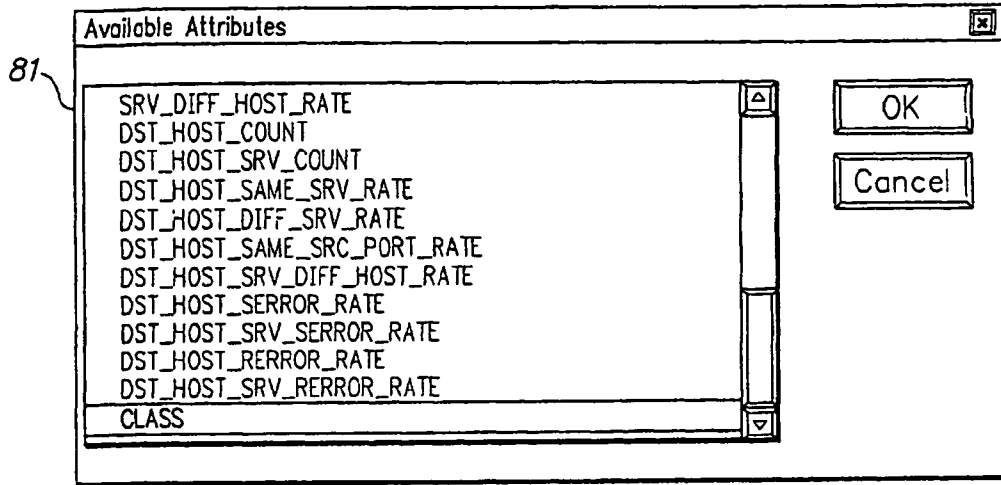 Available Attributes
81
SRV_DIFF_HOST_RATE
OK
DST_HOST_COUNT
DST_HOST_SRV_COUNT
Cancel
DST_HOST_SAME_SRV_RATE
DST_HOST_DIFF_SRV_RATE
DST_HOST_SAME_SRC_PORT_RATE
DST_HOST_SRV_DIFF_HOST_RATE
DST_HOST_SERROR_RATE
DST_HOST_SRV_SERROR_RATE
DST_HOST_RERROR_RATE
DST_HOST_SRV_RERROR_RATE
CLASS